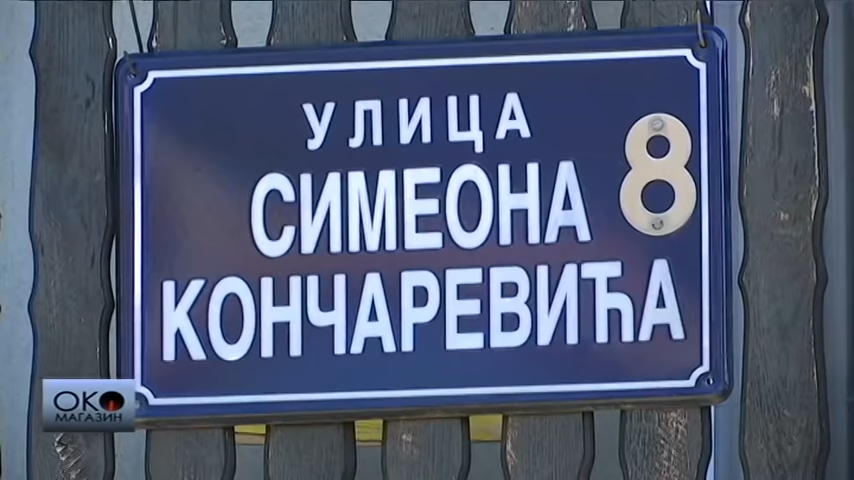 УЛИЦА
СИМЕОНА
КОНЧАРЕВИЋА
8
ОКО
МАГАЗИН